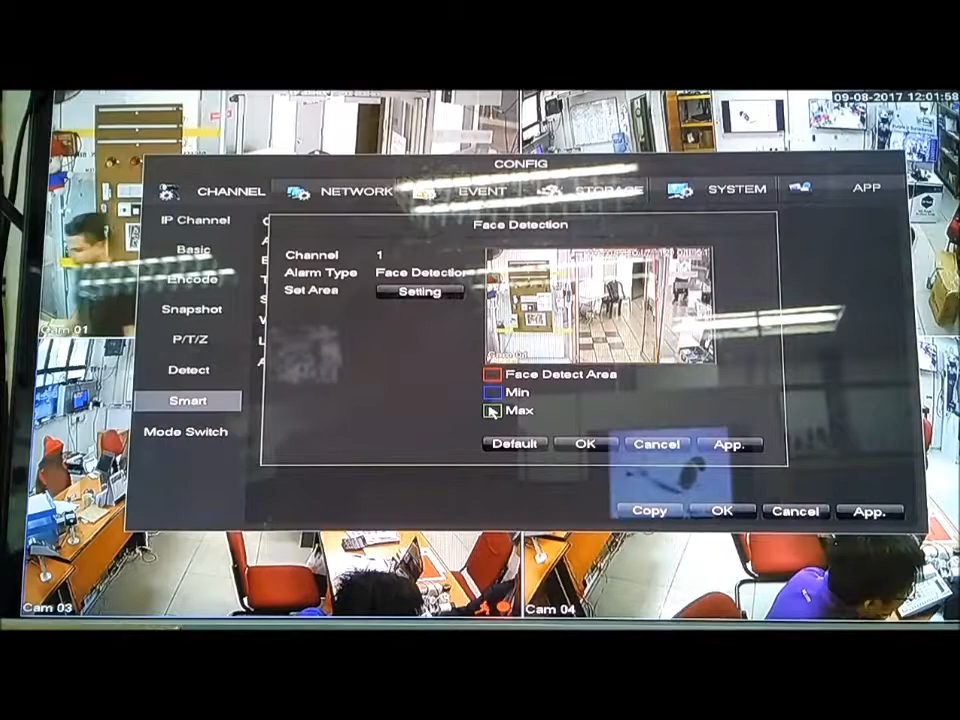 09-08-2017 12:01:58
CONFIG
CHANNEL NETWORK EVENT STORAGE SYSTEM APP
IP Channel
Basic
Encode
Snapshot
P/T/Z
Detect
Smart
Mode Switch
Face Detection
Channel 1
Alarm Type Face Detection
Set Area Setting
Face Detect Area
Min
Max
Default OK Cancel App.
Copy OK Cancel App.
Cam 01
Cam 03
Cam 04